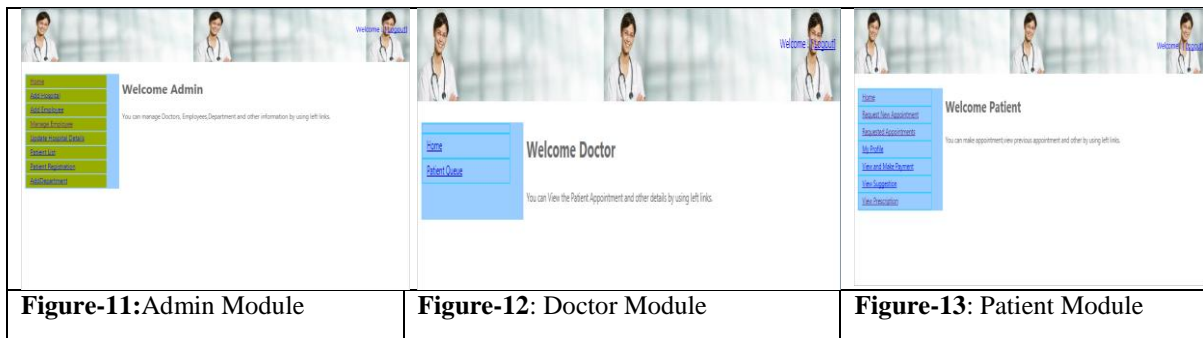 Welcome : [Logout]
Home
Add Hospital
Add Employee
Manage Employee
Update Hospital Details
Patient List
Patient Registration
AddDepartment
Welcome Admin
You can manage Doctors, Employees,Department and other information by using left links.
Welcome : [Logout]
Home
Patient Queue
Welcome Doctor
You can View the Patient Appointment and other details by using left links.
Welcome : [Logout]
Home
Request New Appointment
Requested Appointments
My Profile
View and Make Payment
View Suggestion
View Prescription
Welcome Patient
You can make appointment,view previous appointment and other by using left links.
Figure-11:Admin Module
Figure-12: Doctor Module
Figure-13: Patient Module